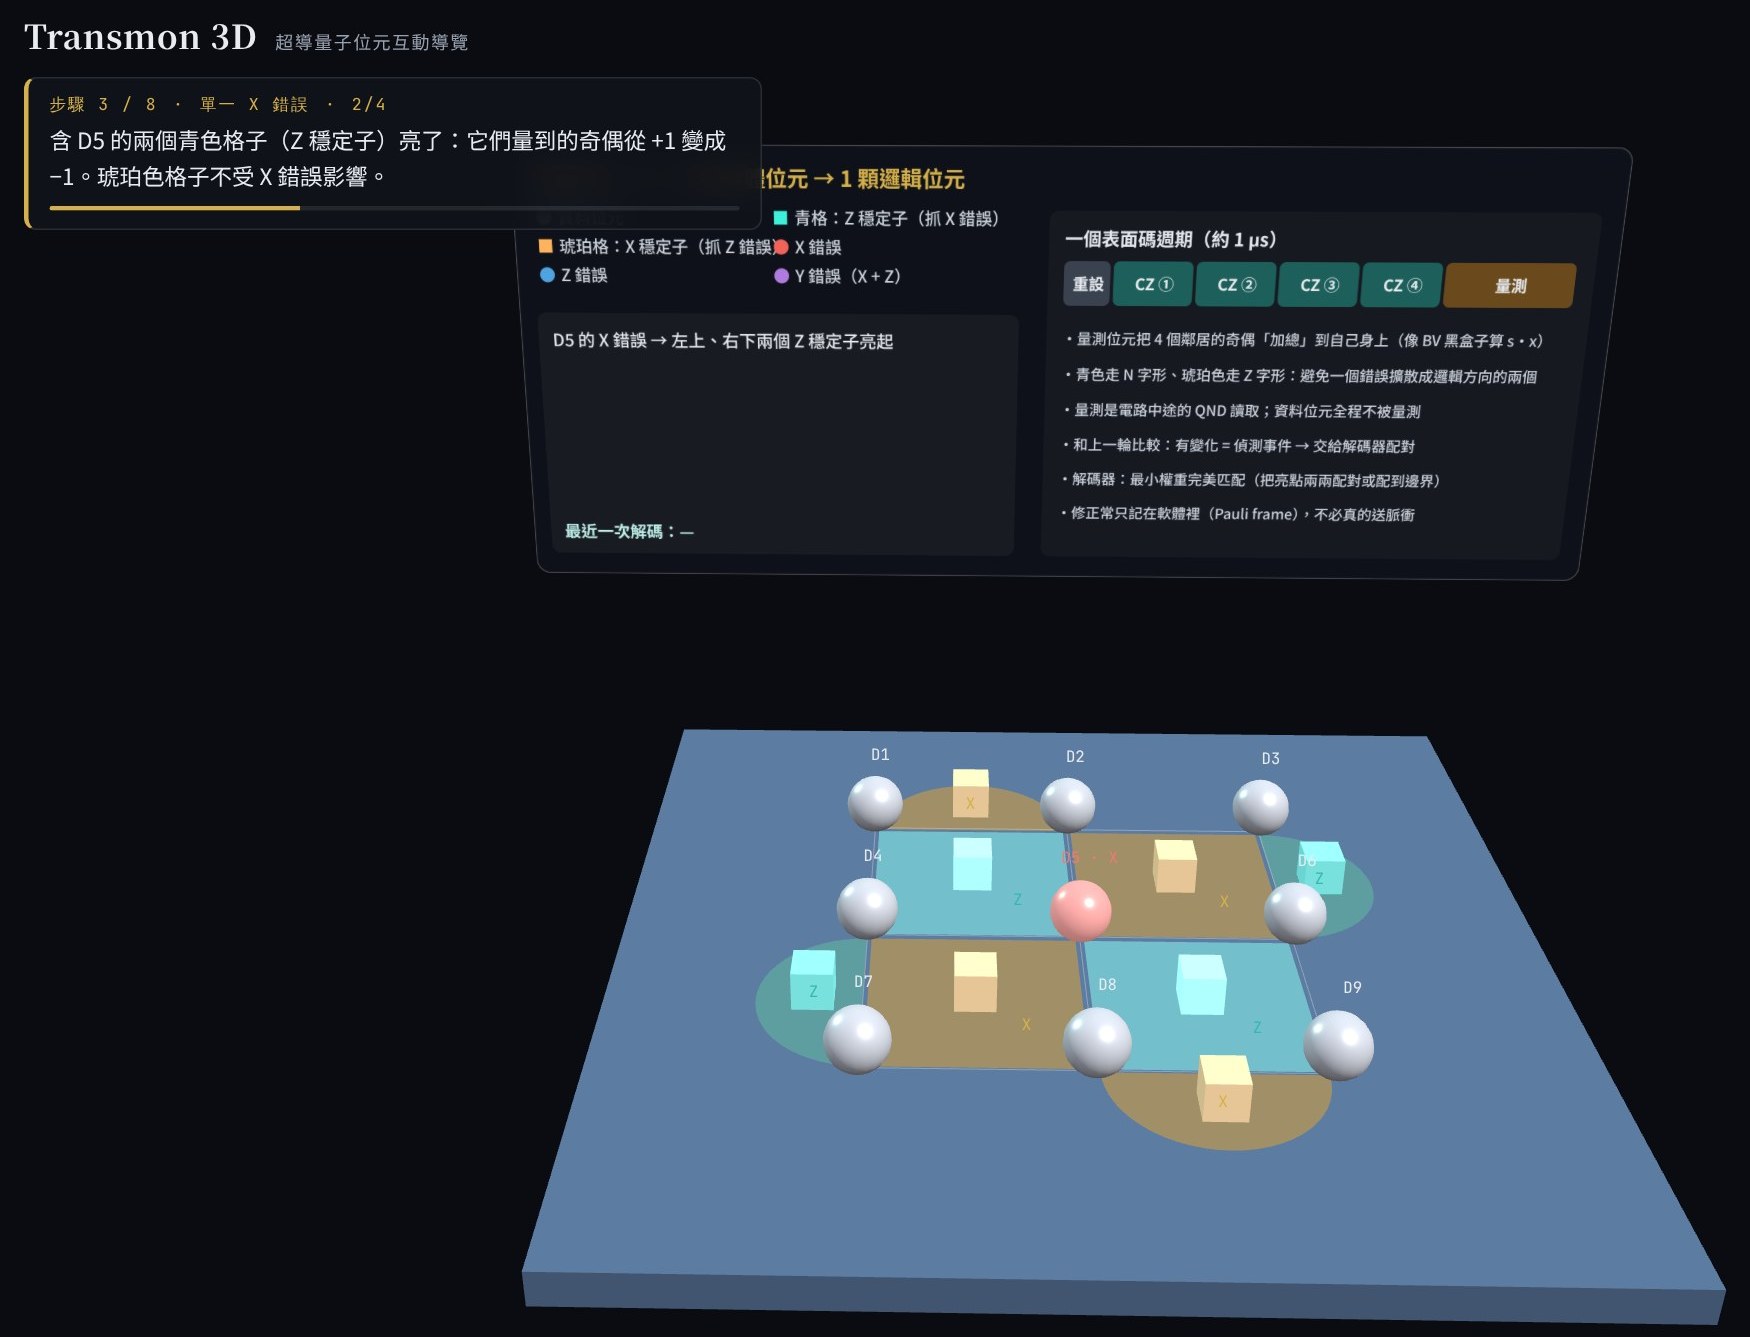 Transmon 3D 超導量子位元互動導覽
步驟 3 / 8 · 單一 X 錯誤 · 2/4
含 D5 的兩個青色格子（Z 穩定子）亮了：它們量到的奇偶從 +1 變成
−1。琥珀色格子不受 X 錯誤影響。
位元 → 1 顆邏輯位元
青格：Z 穩定子（抓 X 錯誤）
琥珀格：X 穩定子（抓 Z 錯誤）
X 錯誤
Z 錯誤
Y 錯誤（X + Z）
D5 的 X 錯誤 → 左上、右下兩個 Z 穩定子亮起
最近一次解碼：—
一個表面碼週期（約 1 μs）
重設 CZ ① CZ ② CZ ③ CZ ④ 量測
・量測位元把 4 個鄰居的奇偶「加總」到自己身上（像 BV 黑盒子算 s・x）
・青色走 N 字形、琥珀色走 Z 字形：避免一個錯誤擴散成邏輯方向的兩個
・量測是電路中途的 QND 讀取；資料位元全程不被量測
・和上一輪比較：有變化 = 偵測事件 → 交給解碼器配對
・解碼器：最小權重完美匹配（把亮點兩兩配對或配到邊界）
・修正常只記在軟體裡（Pauli frame），不必真的送脈衝
D1 D2 D3
X
D4 D5 · X D6
Z X Z
D7 D8 D9
Z X Z
X